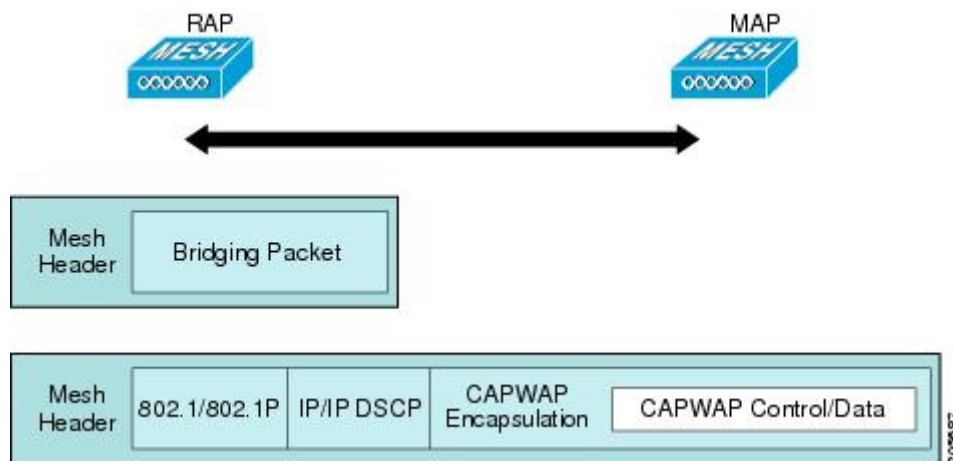 RAP
MAP
MESH
MESH
Mesh
Header
Bridging Packet
Mesh
Header
802.1/802.1P
IP/IP DSCP
CAPWAP
Encapsulation
CAPWAP Control/Data